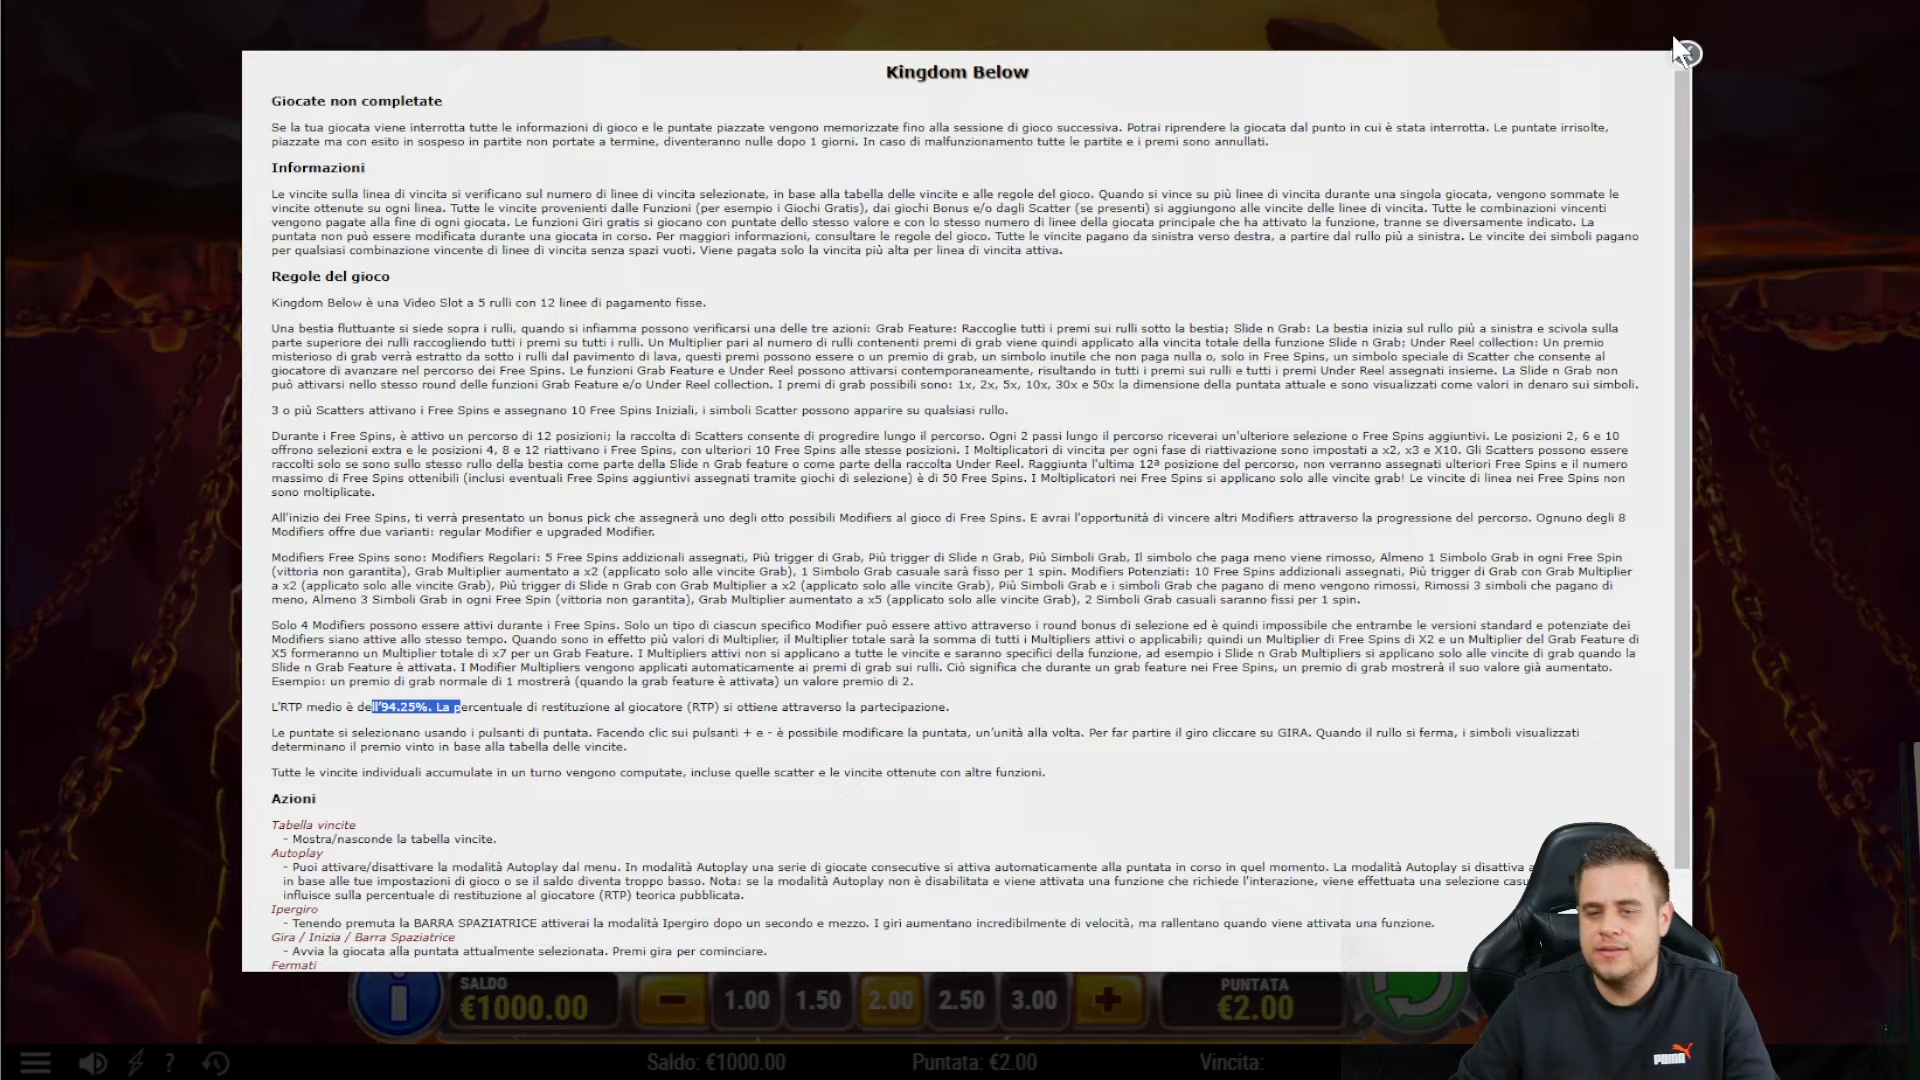 Kingdom Below
Giocate non completate
Se la tua giocata viene interrotta tutte le informazioni di gioco e le puntate piazzate vengono memorizzate fino alla sessione di gioco successiva. Potrai riprendere la giocata dal punto in cui è stata interrotta. Le puntate irrisolte,
piazzate ma con esito in sospeso in partite non portate a termine, diventeranno nulle dopo 1 giorni. In caso di malfunzionamento tutte le partite e i premi sono annullati.
Informazioni
Le vincite sulla linea di vincita si verificano sul numero di linee di vincita selezionate, in base alla tabella delle vincite e alle regole del gioco. Quando si vince su più linee di vincita durante una singola giocata, vengono sommate le
vincite ottenute su ogni linea. Tutte le vincite provenienti dalle Funzioni (per esempio i Giochi Gratis), dai giochi Bonus e/o dagli Scatter (se presenti) si aggiungono alle vincite delle linee di vincita. Tutte le combinazioni vincenti
vengono pagate alla fine di ogni giocata. Le funzioni Giri gratis si giocano con puntate dello stesso valore e con lo stesso numero di linee della giocata principale che ha attivato la funzione, tranne se diversamente indicato. La
puntata non può essere modificata durante una giocata in corso. Per maggiori informazioni, consultare le regole del gioco. Tutte le vincite pagano da sinistra verso destra, a partire dal rullo più a sinistra. Le vincite dei simboli pagano
per qualsiasi combinazione vincente di linee di vincita senza spazi vuoti. Viene pagata solo la vincita più alta per linea di vincita attiva.
Regole del gioco
Kingdom Below è una Video Slot a 5 rulli con 12 linee di pagamento fisse.
Una bestia fluttuante si siede sopra i rulli, quando si infiamma possono verificarsi una delle tre azioni: Grab Feature: Raccoglie tutti i premi sui rulli sotto la bestia; Slide n Grab: La bestia inizia sul rullo più a sinistra e scivola sulla
parte superiore dei rulli raccogliendo tutti i premi su tutti i rulli. Un Multiplier pari al numero di rulli contenenti premi di grab viene quindi applicato alla vincita totale della funzione Slide n Grab; Under Reel collection: Un premio
misterioso di grab verrà estratto da sotto i rulli dal pavimento di lava, questi premi possono essere o un premio di grab, un simbolo inutile che non paga nulla o, solo in Free Spins, un simbolo speciale di Scatter che consente al
giocatore di avanzare nel percorso dei Free Spins. Le funzioni Grab Feature e Under Reel possono attivarsi contemporaneamente, risultando in tutti i premi sui rulli e tutti i premi Under Reel assegnati insieme. La Slide n Grab non
può attivarsi nello stesso round delle funzioni Grab Feature e/o Under Reel collection. I premi di grab possibili sono: 1x, 2x, 5x, 10x, 30x e 50x la dimensione della puntata attuale e sono visualizzati come valori in denaro sui simboli.
3 o più Scatters attivano i Free Spins e assegnano 10 Free Spins Iniziali, i simboli Scatter possono apparire su qualsiasi rullo.
Durante i Free Spins, è attivo un percorso di 12 posizioni; la raccolta di Scatters consente di progredire lungo il percorso. Ogni 2 passi lungo il percorso riceverai un'ulteriore selezione o Free Spins aggiuntivi. Le posizioni 2, 6 e 10
offrono selezioni extra e le posizioni 4, 8 e 12 riattivano i Free Spins, con ulteriori 10 Free Spins alle stesse posizioni. I Moltiplicatori di vincita per ogni fase di riattivazione sono impostati a x2, x3 e X10. Gli Scatters possono essere
raccolti solo se sono sullo stesso rullo della bestia come parte della Slide n Grab feature o come parte della raccolta Under Reel. Raggiunta l'ultima 12ª posizione del percorso, non verranno assegnati ulteriori Free Spins e il numero
massimo di Free Spins ottenibili (inclusi eventuali Free Spins aggiuntivi assegnati tramite giochi di selezione) è di 50 Free Spins. I Moltiplicatori nei Free Spins si applicano solo alle vincite grab! Le vincite di linea nei Free Spins non
sono moltiplicate.
All'inizio dei Free Spins, ti verrà presentato un bonus pick che assegnerà uno degli otto possibili Modifiers al gioco di Free Spins. E avrai l'opportunità di vincere altri Modifiers attraverso la progressione del percorso. Ognuno degli 8
Modifiers offre due varianti: regular Modifier e upgraded Modifier.
Modifiers Free Spins sono: Modifiers Regolari: 5 Free Spins addizionali assegnati, Più trigger di Grab, Più trigger di Slide n Grab, Più Simboli Grab, Il simbolo che paga meno viene rimosso, Almeno 1 Simbolo Grab in ogni Free Spin
(vittoria non garantita), Grab Multiplier aumentato a x2 (applicato solo alle vincite Grab), 1 Simbolo Grab casuale sarà fisso per 1 spin. Modifiers Potenziati: 10 Free Spins addizionali assegnati, Più trigger di Grab con Grab Multiplier
a x2 (applicato solo alle vincite Grab), Più trigger di Slide n Grab con Grab Multiplier a x2 (applicato solo alle vincite Grab), Più Simboli Grab e i simboli Grab che pagano di meno vengono rimossi, Rimossi 3 simboli che pagano di
meno, Almeno 3 Simboli Grab in ogni Free Spin (vittoria non garantita), Grab Multiplier aumentato a x5 (applicato solo alle vincite Grab), 2 Simboli Grab casuali saranno fissi per 1 spin.
Solo 4 Modifiers possono essere attivi durante i Free Spins. Solo un tipo di ciascun specifico Modifier può essere attivo attraverso i round bonus di selezione ed è quindi impossibile che entrambe le versioni standard e potenziate dei
Modifiers siano attive allo stesso tempo. Quando sono in effetto più valori di Multiplier, il Multiplier totale sarà la somma di tutti i Multipliers attivi o applicabili; quindi un Multiplier di Free Spins di X2 e un Multiplier del Grab Feature di
X5 formeranno un Multiplier totale di x7 per un Grab Feature. I Multipliers attivi non si applicano a tutte le vincite e saranno specifici della funzione, ad esempio i Slide n Grab Multipliers si applicano solo alle vincite di grab quando la
Slide n Grab Feature è attivata. I Modifier Multipliers vengono applicati automaticamente ai premi di grab sui rulli. Ciò significa che durante un grab feature nei Free Spins, un premio di grab mostrerà il suo valore già aumentato.
Esempio: un premio di grab normale di 1 mostrerà (quando la grab feature è attivata) un valore premio di 2.
L'RTP medio è dell'94.25%. La percentuale di restituzione al giocatore (RTP) si ottiene attraverso la partecipazione.
Le puntate si selezionano usando i pulsanti di puntata. Facendo clic sui pulsanti + e - è possibile modificare la puntata, un'unità alla volta. Per far partire il giro cliccare su GIRA. Quando il rullo si ferma, i simboli visualizzati
determinano il premio vinto in base alla tabella delle vincite.
Tutte le vincite individuali accumulate in un turno vengono computate, incluse quelle scatter e le vincite ottenute con altre funzioni.
Azioni
Tabella vincite
- Mostra/nasconde la tabella vincite.
Autoplay
- Puoi attivare/disattivare la modalità Autoplay dal menu. In modalità Autoplay una serie di giocate consecutive si attiva automaticamente alla puntata in corso in quel momento. La modalità Autoplay si disattiva
in base alle tue impostazioni di gioco o se il saldo diventa troppo basso. Nota: se la modalità Autoplay non è disabilitata e viene attivata una funzione che richiede l'interazione, viene effettuata una selezione
influisce sulla percentuale di restituzione al giocatore (RTP) teorica pubblicata.
Ipergiro
- Tenendo premuta la BARRA SPAZIATRICE attiverai la modalità Ipergiro dopo un secondo e mezzo. I giri aumentano incredibilmente di velocità, ma rallentano quando viene attivata una funzione.
Gira / Inizia / Barra Spaziatrice
- Avvia la giocata alla puntata attualmente selezionata. Premi gira per cominciare.
Fermati
SALDO
€1000.00
1.00 1.50 2.00 2.50 3.00
PUNTATA
€2.00
Saldo: €1000.00 Puntata: €2.00 Vincita:
PUMA